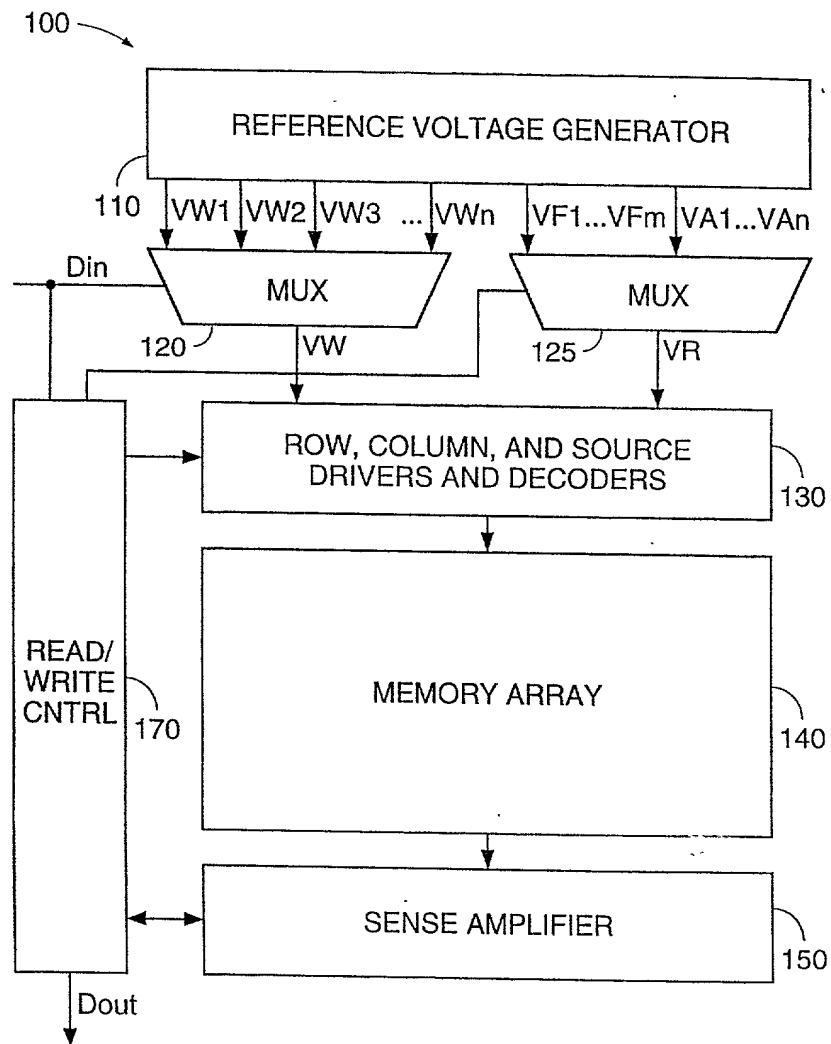 100
REFERENCE VOLTAGE GENERATOR
110
VW1 VW2 VW3 ... VWn VF1...VFm VA1...VAn
Din
MUX
MUX
120
VW
125
VR
ROW, COLUMN, AND SOURCE
DRIVERS AND DECODERS
130
READ/
WRITE
CNTRL
170
MEMORY ARRAY
140
SENSE AMPLIFIER
150
Dout